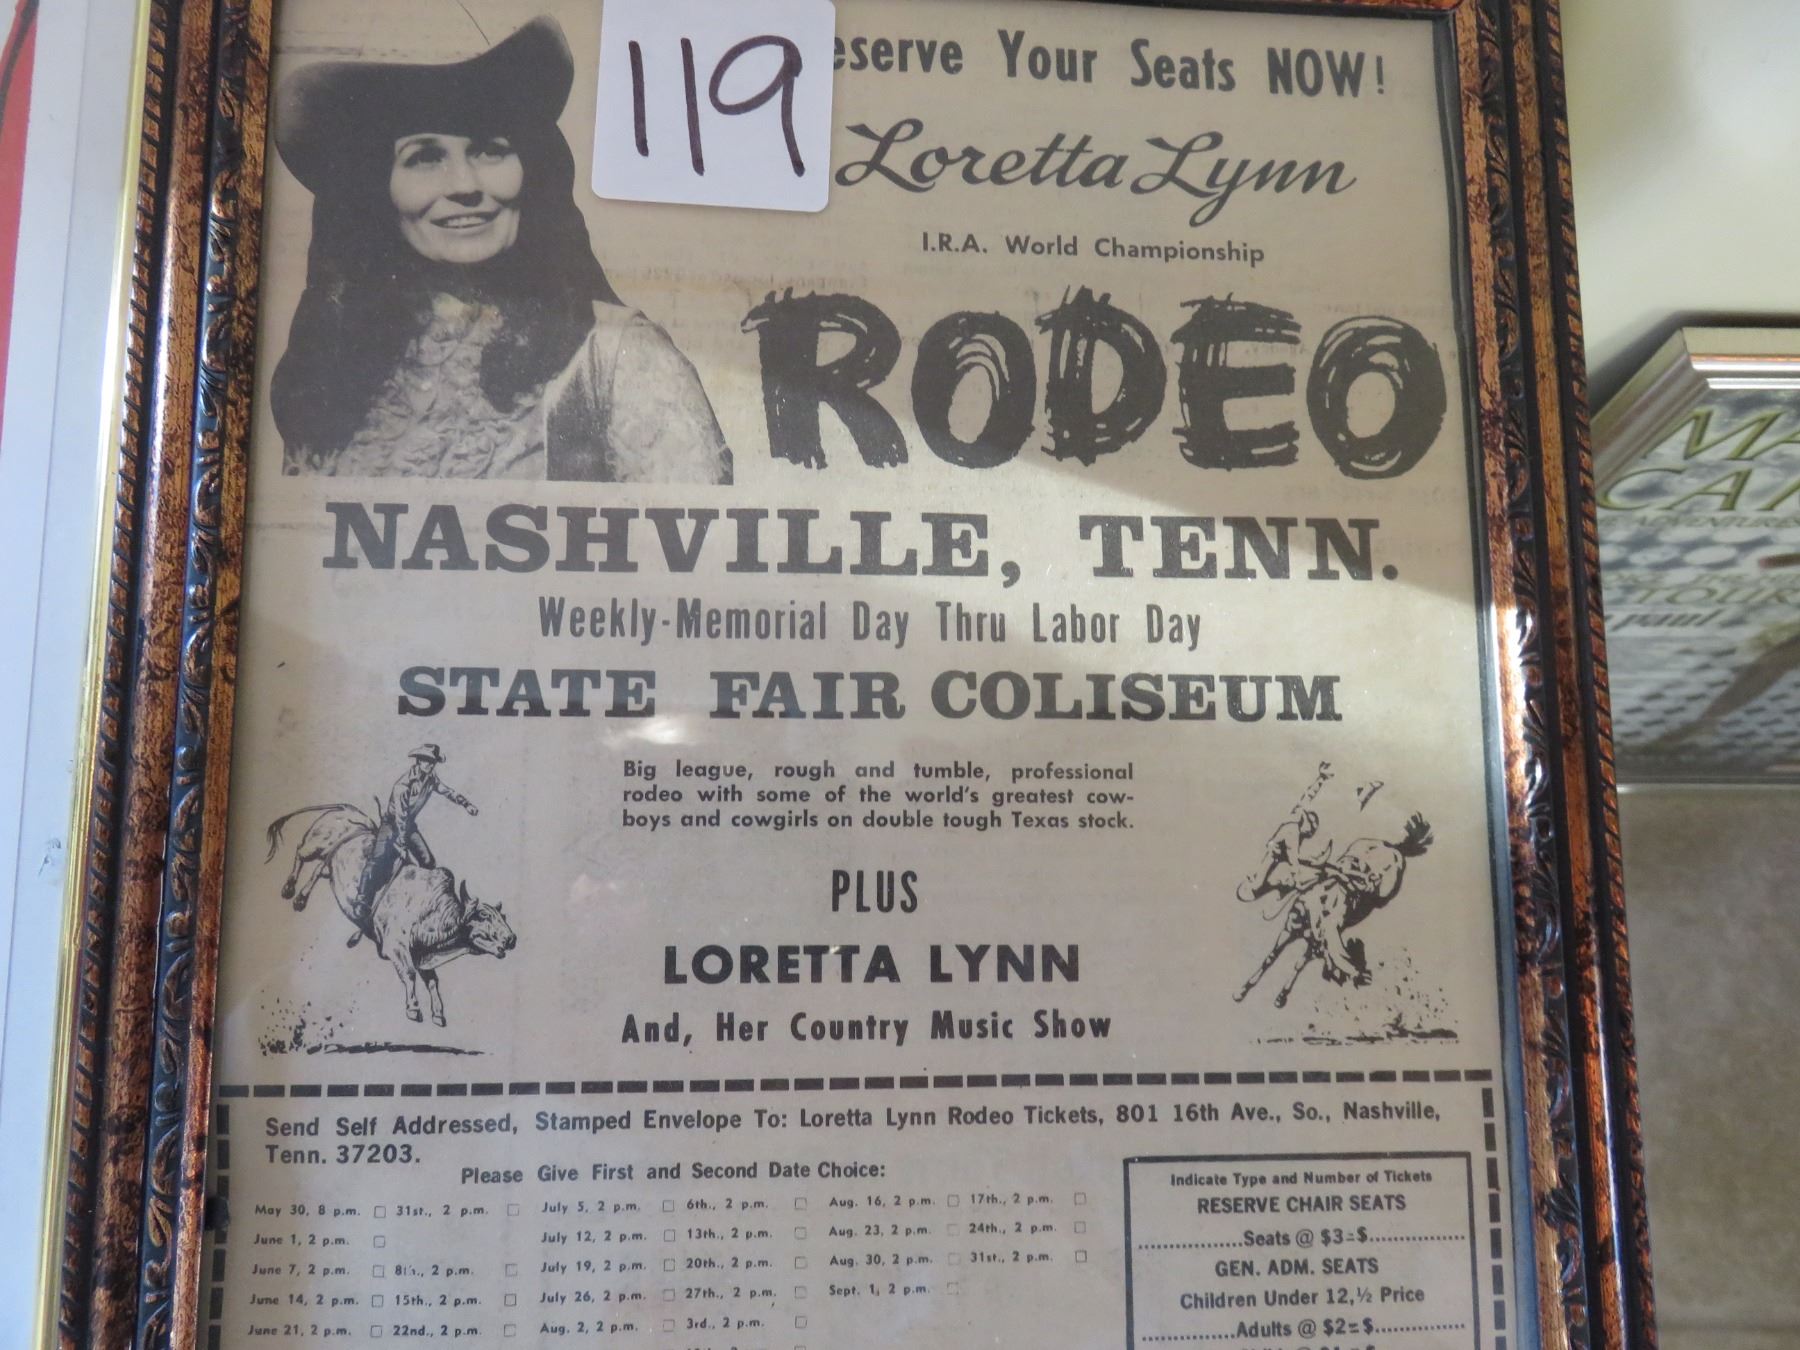 119
eserve Your Seats NOW!
Loretta Lynn
I.R.A. World Championship
RODEO
NASHVILLE, TENN.
Weekly-Memorial Day Thru Labor Day
STATE FAIR COLISEUM
Big league, rough and tumble, professional
rodeo with some of the world's greatest cow-
boys and cowgirls on double tough Texas stock.
PLUS
LORETTA LYNN
And, Her Country Music Show
Send Self Addressed, Stamped Envelope To: Loretta Lynn Rodeo Tickets, 801 16th Ave., So., Nashville,
Tenn. 37203.
Please Give First and Second Date Choice:
May 30, 8 p.m. 31st., 2 p.m.
June 1, 2 p.m.
June 7, 2 p.m. 8th., 2 p.m.
June 14, 2 p.m. 15th., 2 p.m.
June 21, 2 p.m. 22nd., 2 p.m.
July 5, 2 p.m. 6th., 2 p.m.
July 12, 2 p.m. 13th., 2 p.m.
July 19, 2 p.m. 20th., 2 p.m.
July 26, 2 p.m. 27th., 2 p.m.
Aug. 2, 2 p.m. 3rd., 2 p.m.
Aug. 16, 2 p.m. 17th., 2 p.m.
Aug. 23, 2 p.m. 24th., 2 p.m.
Aug. 30, 2 p.m. 31st., 2 p.m.
Sept. 1, 2 p.m.
Indicate Type and Number of Tickets
RESERVE CHAIR SEATS
Seats @ $3=$
GEN. ADM. SEATS
Children Under 12, ½ Price
Adults @ $2=$
MA
CA
ADVENTURE
TOUR
paul